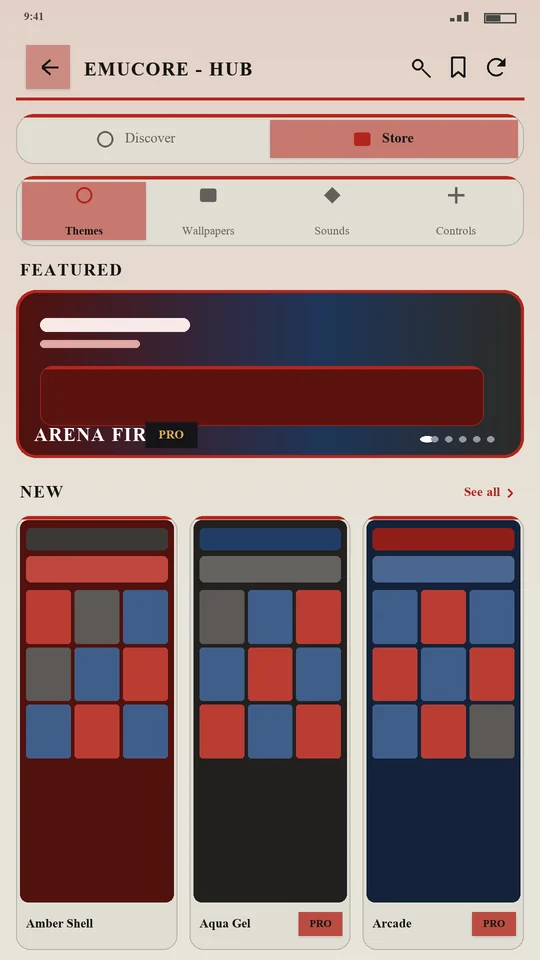 9:41
EMUCORE - HUB
Discover
Store
Themes
Wallpapers
Sounds
Controls
FEATURED
ARENA FIR
PRO
NEW
See all
Amber Shell
Aqua Gel
PRO
Arcade
PRO